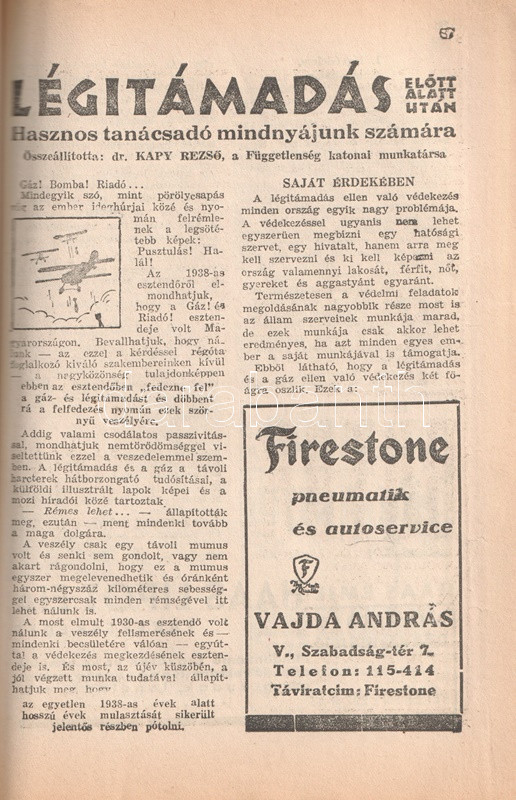 67
LÉGITÁMADÁS
ELŐTT
ALATT
UTÁN
Hasznos tanácsadó mindnyájunk számára
Összeállította: dr. KAPY REZSŐ, a Függetlenség katonai munkatársa
Gáz! Bomba! Riadó...
Mindegyik szó, mint pörölycsapás
az ember ideghúrjai közé és nyo-
mán felrémle-
nek a legsöté-
tebb képek:
Pusztulás! Ha-
lál!
Az 1938-as
esztendőről el-
mondhatjuk,
hogy a Gáz! és
Riadó! eszten-
deje volt Ma-
gyarországon. Bevallhatjuk, hogy ná-
lunk — az ezzel a kérdéssel régóta
foglalkozó kiváló szakembereinken kívül
— nagyközönség tulajdonképpen
ebben az esztendőben „fedezte fel"
a gáz- és légitámadást és döbbent
rá a felfedezés nyomán ezek ször-
nyű veszélyére.
Addig valami csodálatos passzivitás-
sal, mondhatjuk nemtörődömséggel vi-
seltettünk ezzel a veszedelemmel szem-
ben. A légitámadás és a gáz a távoli
harcterek hátborzongató tudósításai, a
külföldi illusztrált lapok képei és a
mozi híradói közé tartoztak
— Rémes lehet... — állapították
meg, ezután — ment mindenki tovább
a maga dolgára.
A veszély csak egy távoli mumus
volt és senki sem gondolt, vagy nem
akart rágondolni, hogy ez a mumus
egyszer megelevenedhetik és óránként
három-négyszáz kilométeres sebesség-
gel egyszercsak minden rémségével itt
lehet nálunk is.
A most elmult 1930-as esztendő volt
nálunk a veszély felismerésének és —
mindenki becsületére válóan — egyút-
tal a védekezés megkezdésének eszten-
deje is. És most, az újév küszöbén, a
jól végzett munka tudatával állapít-
hatjuk meg, hogy
az egyetlen 1938-as évek alatt
hosszú évek mulasztását sikerült
jelentős részben pótolni.
SAJÁT ÉRDEKÉBEN
A légitámadás ellen való védekezés
minden ország egyik nagy problémája.
A védekezéssel ugyanis nem lehet
egyszerűen megbízni egy hatósági
szervet, egy hivatalt, hanem arra meg
kell szervezni és ki kell képezni az
ország valamennyi lakosát, férfit, nőt,
gyereket és aggastyánt egyaránt.
Természetesen a védelmi feladatok
megoldásának nagyobbik része most is
az állam szerveinek munkája marad,
de ezek munkája csak akkor lehet
eredményes, ha azt minden egyes em-
ber a saját munkájával is támogatja.
Ebből látható, hogy a légitámadás
és a gáz ellen való védekezés két fő-
ágra oszlik. Ezek a:
Firestone
pneumatik
és autoservice
VAJDA ANDRÁS
V., Szabadság-tér 7.
Telefon: 115-414
Táviratcím: Firestone
darabanth